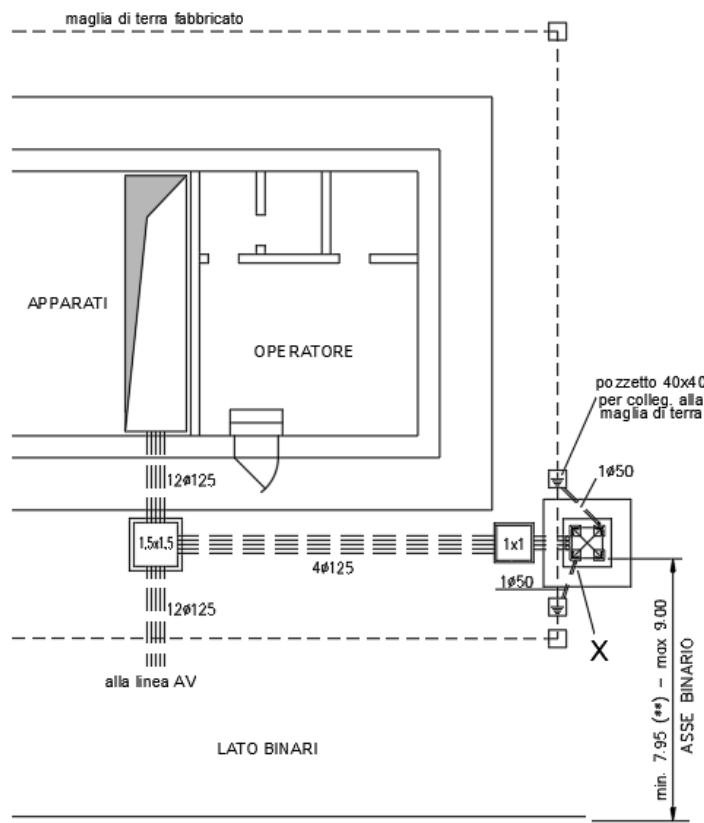 maglia di terra fabbricato
APPARATI
OPERATORE
pozzetto 40x40
per colleg. alla
maglia di terra
1ø50
12ø125
1,5x1,5
1x1
4ø125
1ø50
12ø125
X
alla linea AV
LATO BINARI
min. 7.95 (**) – max 9.00
ASSE BINARIO